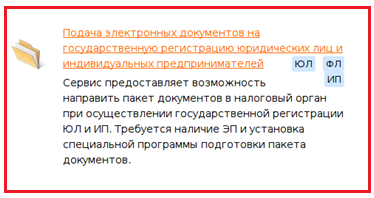 Подача электронных документов на
государственную регистрацию юридических лиц и
индивидуальных предпринимателей ЮЛ ФЛ
ИП
Сервис предоставляет возможность
направить пакет документов в налоговый орган
при осуществлении государственной регистрации
ЮЛ и ИП. Требуется наличие ЭП и установка
специальной программы подготовки пакета
документов.